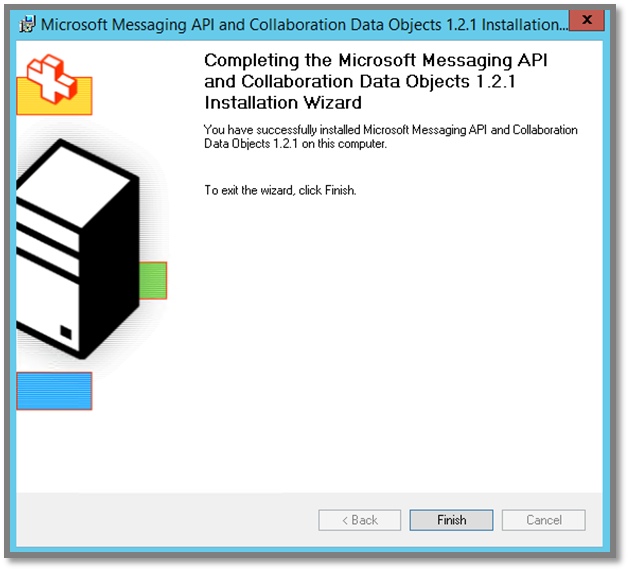 Microsoft Messaging API and Collaboration Data Objects 1.2.1 Installation...
x
Completing the Microsoft Messaging API
and Collaboration Data Objects 1.2.1
Installation Wizard
You have successfully installed Microsoft Messaging API and Collaboration
Data Objects 1.2.1 on this computer.
To exit the wizard, click Finish.
< Back
Finish
Cancel